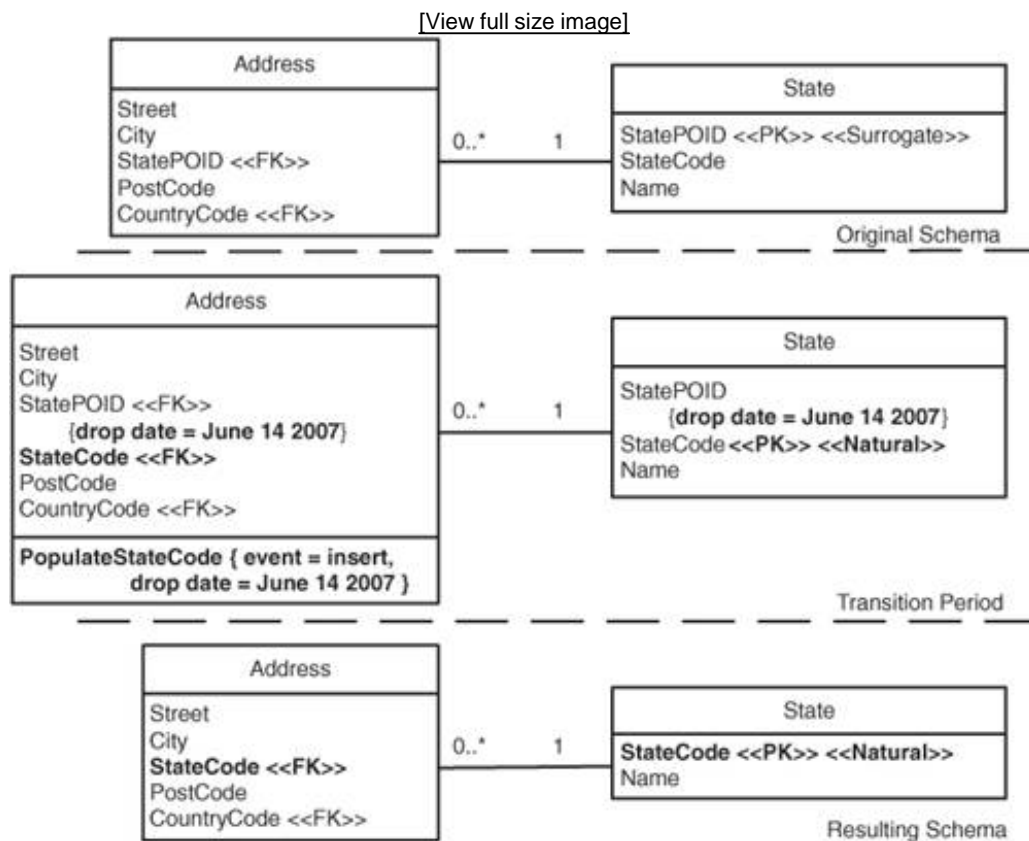 [View full size image]
Address
Street
City
StatePOID <<FK>>
PostCode
CountryCode <<FK>>
0..* 1
State
StatePOID <<PK>> <<Surrogate>>
StateCode
Name
Original Schema
Address
Street
City
StatePOID <<FK>>
{drop date = June 14 2007}
StateCode <<FK>>
PostCode
CountryCode <<FK>>
PopulateStateCode { event = insert,
drop date = June 14 2007 }
0..* 1
State
StatePOID
{drop date = June 14 2007}
StateCode <<PK>> <<Natural>>
Name
Transition Period
Address
Street
City
StateCode <<FK>>
PostCode
CountryCode <<FK>>
0..* 1
State
StateCode <<PK>> <<Natural>>
Name
Resulting Schema